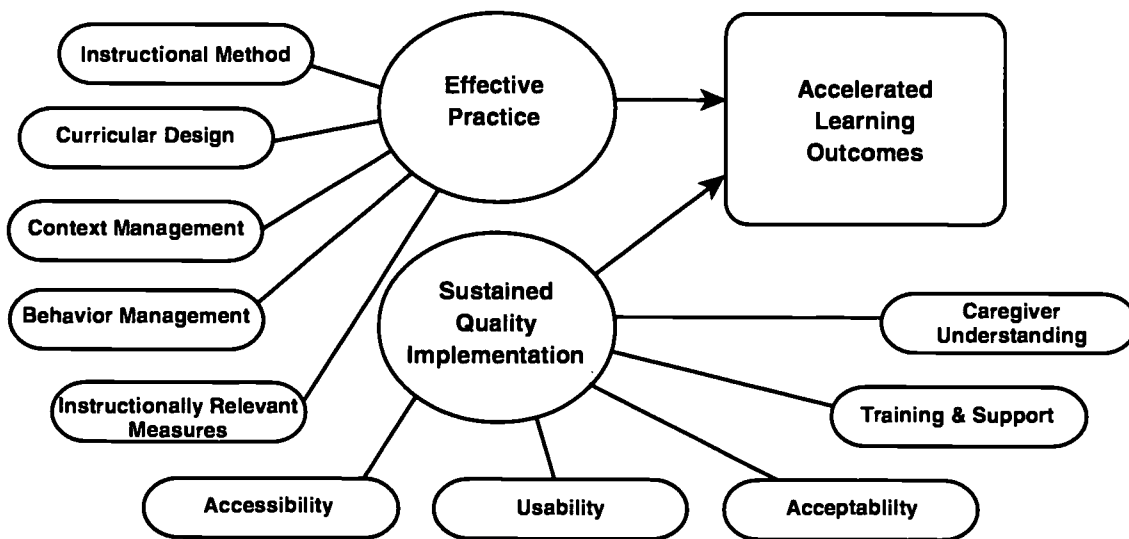 Instructional Method
Effective
Practice
Accelerated
Learning
Outcomes
Curricular Design
Context Management
Behavior Management
Sustained
Quality
Implementation
Caregiver
Understanding
Instructionally Relevant
Measures
Training & Support
Accessibility
Usability
Acceptablilty